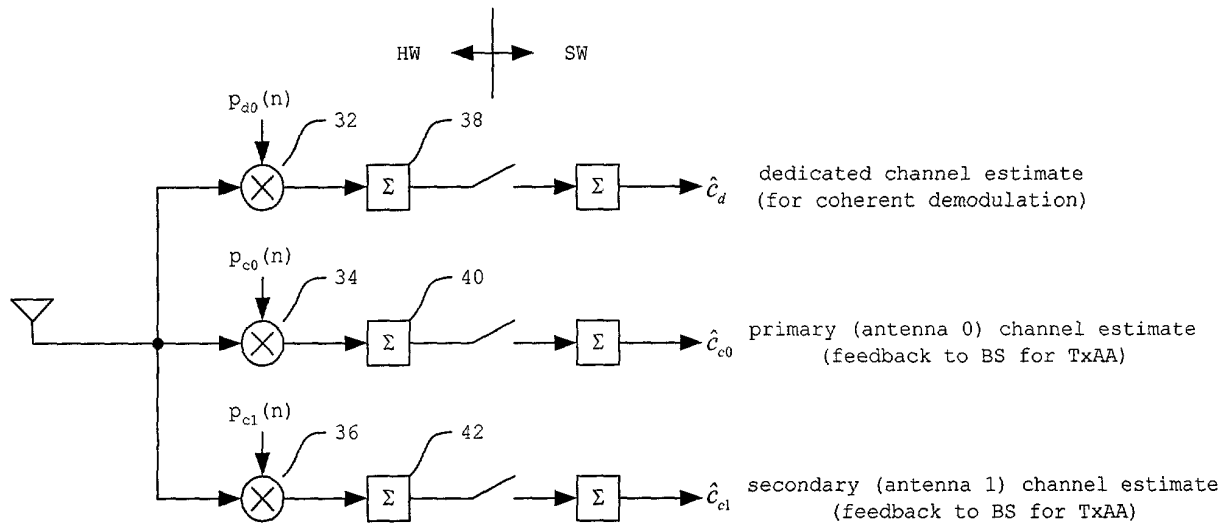 HW SW
p_d0(n)
32 38
Σ Σ ĉ_d dedicated channel estimate
(for coherent demodulation)
p_c0(n)
34 40
Σ Σ ĉ_c0 primary (antenna 0) channel estimate
(feedback to BS for TxAA)
p_c1(n)
36 42
Σ Σ ĉ_c1 secondary (antenna 1) channel estimate
(feedback to BS for TxAA)